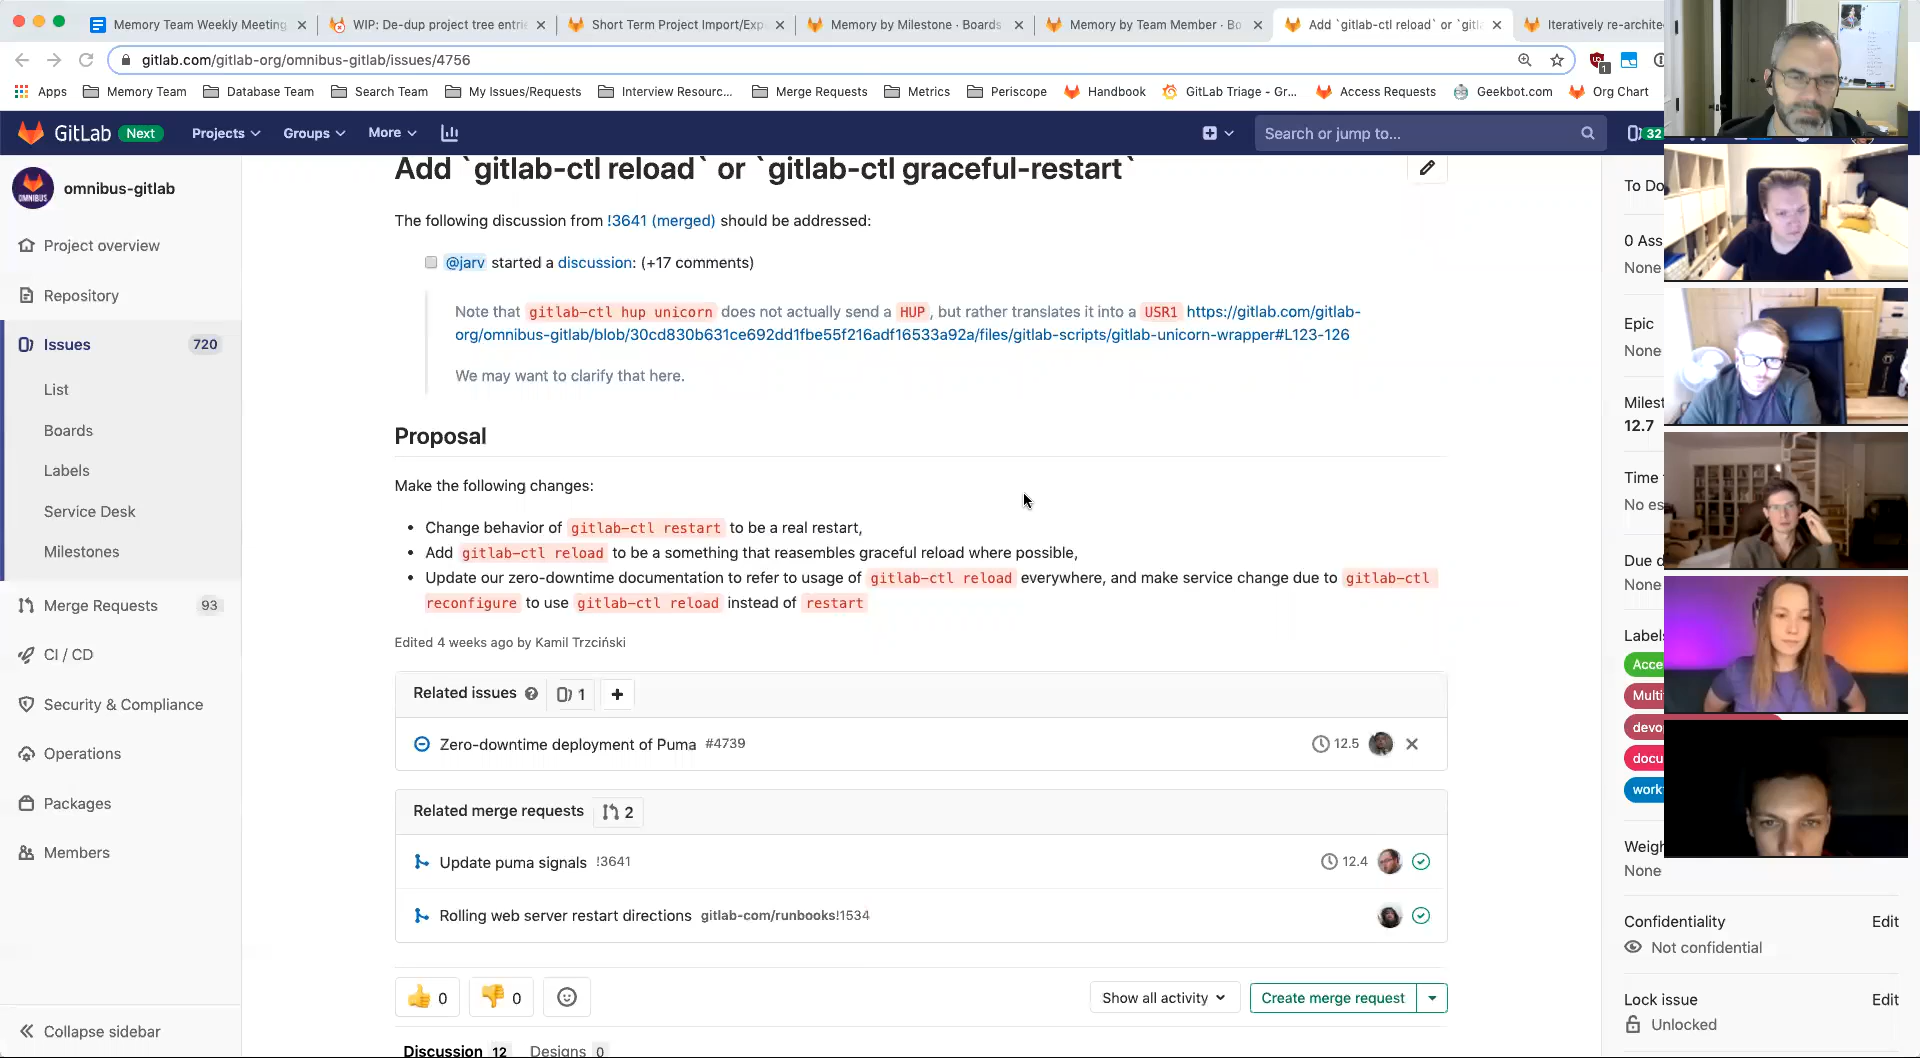 Memory Team Weekly Meeting
WIP: De-dup project tree entrie
Short Term Project Import/Exp
Memory by Milestone · Boards
Memory by Team Member · Bo
Add `gitlab-ctl reload` or `gitl
Iteratively re-archite
gitlab.com/gitlab-org/omnibus-gitlab/issues/4756
1
Apps
Memory Team
Database Team
Search Team
My Issues/Requests
Interview Resourc...
Merge Requests
Metrics
Periscope
Handbook
GitLab Triage - Gr...
Access Requests
Geekbot.com
Org Chart
GitLab Next
Projects
Groups
More
Search or jump to...
32
OMNIBUS
omnibus-gitlab
Project overview
Repository
Issues 720
List
Boards
Labels
Service Desk
Milestones
Merge Requests 93
CI / CD
Security & Compliance
Operations
Packages
Members
Collapse sidebar
Add `gitlab-ctl reload` or `gitlab-ctl graceful-restart`
The following discussion from !3641 (merged) should be addressed:
@jarv started a discussion: (+17 comments)
Note that gitlab-ctl hup unicorn does not actually send a HUP, but rather translates it into a USR1 https://gitlab.com/gitlab-
org/omnibus-gitlab/blob/30cd830b631ce692dd1fbe55f216adf16533a92a/files/gitlab-scripts/gitlab-unicorn-wrapper#L123-126
We may want to clarify that here.
Proposal
Make the following changes:
• Change behavior of gitlab-ctl restart to be a real restart,
• Add gitlab-ctl reload to be a something that reasembles graceful reload where possible,
• Update our zero-downtime documentation to refer to usage of gitlab-ctl reload everywhere, and make service change due to gitlab-ctl
reconfigure to use gitlab-ctl reload instead of restart
Edited 4 weeks ago by Kamil Trzciński
Related issues 1
Zero-downtime deployment of Puma #4739 12.5
Related merge requests 2
Update puma signals !3641 12.4
Rolling web server restart directions gitlab-com/runbooks!1534
👍 0 👎 0
Show all activity
Create merge request
Discussion 12 Designs 0
To Do
0 Ass
None
Epic
None
Milest
12.7
Time t
No es
Due d
None
Labels
Acce
Multi
devo
docu
work
Weigh
None
Confidentiality Edit
Not confidential
Lock issue Edit
Unlocked